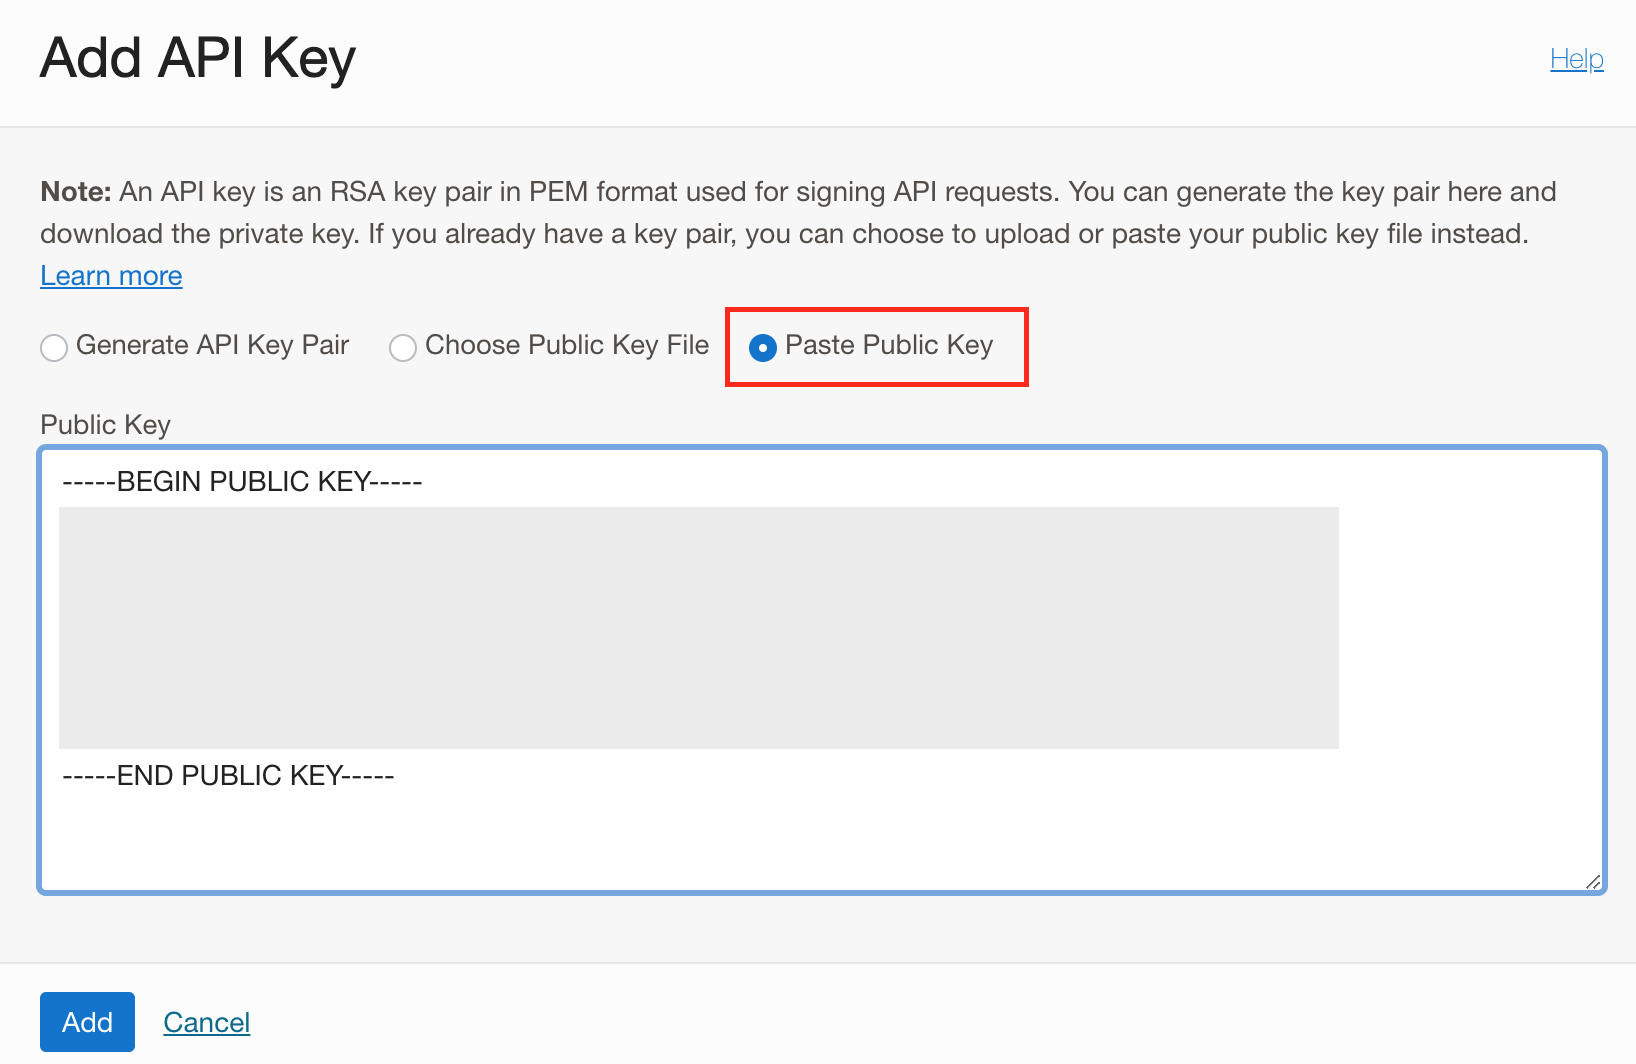 Add API Key
Help
Note: An API key is an RSA key pair in PEM format used for signing API requests. You can generate the key pair here and
download the private key. If you already have a key pair, you can choose to upload or paste your public key file instead.
Learn more
Generate API Key Pair Choose Public Key File Paste Public Key
Public Key
-----BEGIN PUBLIC KEY-----
-----END PUBLIC KEY-----
Add Cancel